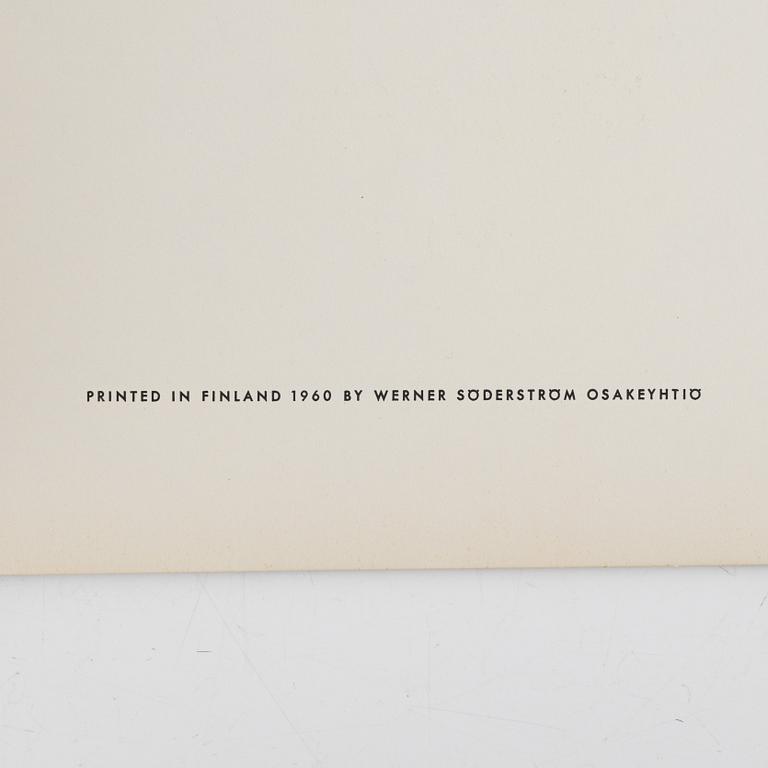 PRINTED IN FINLAND 1960 BY WERNER SÖDERSTRÖM OSAKEYHTIÖ